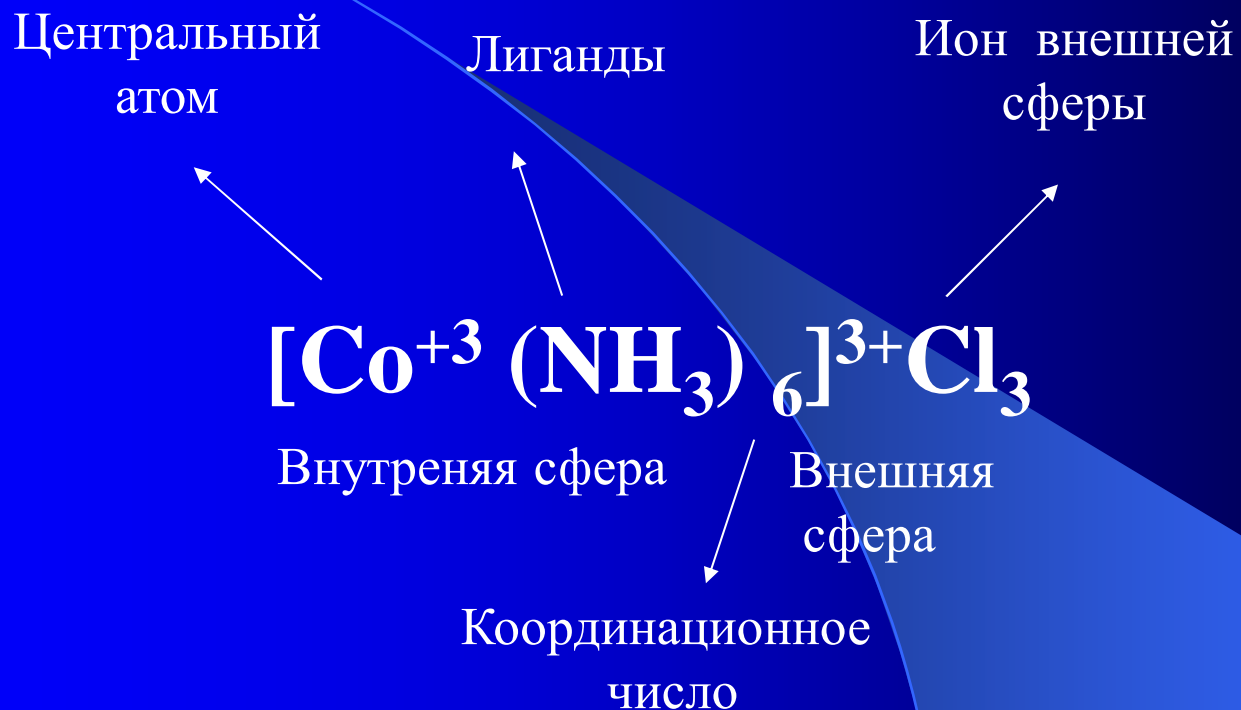 Центральный
атом
Лиганды
Ион внешней
сферы
[Co⁺³ (NH₃) ₆]³⁺Cl₃
Внутреняя сфера
Внешняя
сфера
Координационное
число